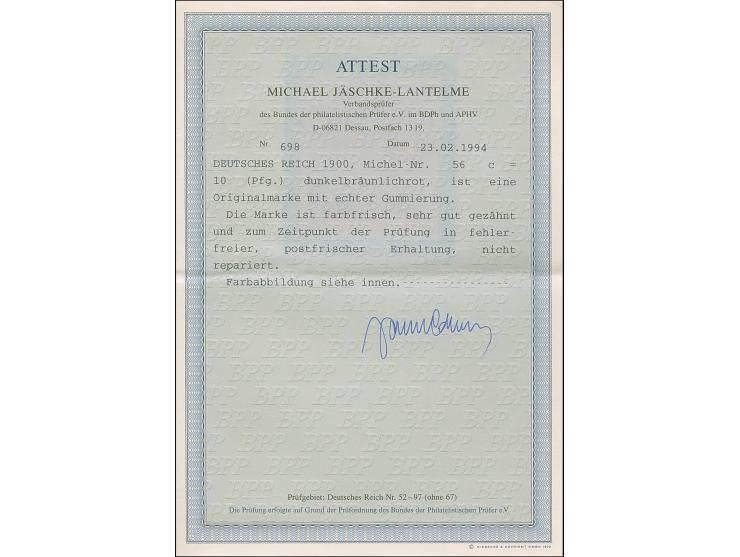 ATTEST
MICHAEL JÄSCHKE-LANTELME
Verbandsprüfer
des Bundes der philatelistischen Prüfer e.V. im BDPh und APHV
D-06821 Dessau, Postfach 1319,
Nr. 698 Datum 23.02.1994
DEUTSCHES REICH 1900, Michel-Nr. 56 c =
10 (Pfg.) dunkelbräunlichrot, ist eine
Originalmarke mit echter Gummierung.
Die Marke ist farbfrisch, sehr gut gezähnt
und zum Zeitpunkt der Prüfung in fehler-
freier, postfrischer Erhaltung, nicht
repariert.
Farbabbildung siehe innen.----------------
Prüfgebiet: Deutsches Reich Nr. 52–97 (ohne 67)
Die Prüfung erfolgte auf Grund der Prüfordnung des Bundes der Philatelistischen Prüfer e.V.